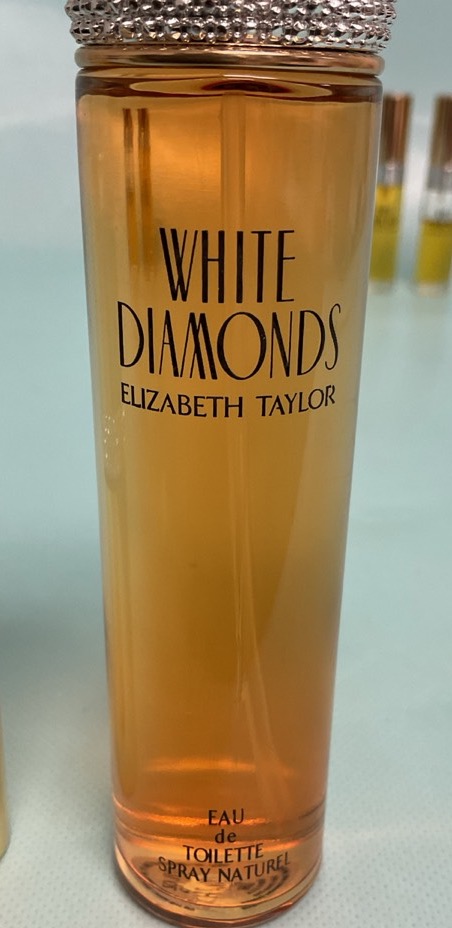 WHITE
DIAMONDS
ELIZABETH TAYLOR
EAU
de
TOILETTE
SPRAY NATUREL